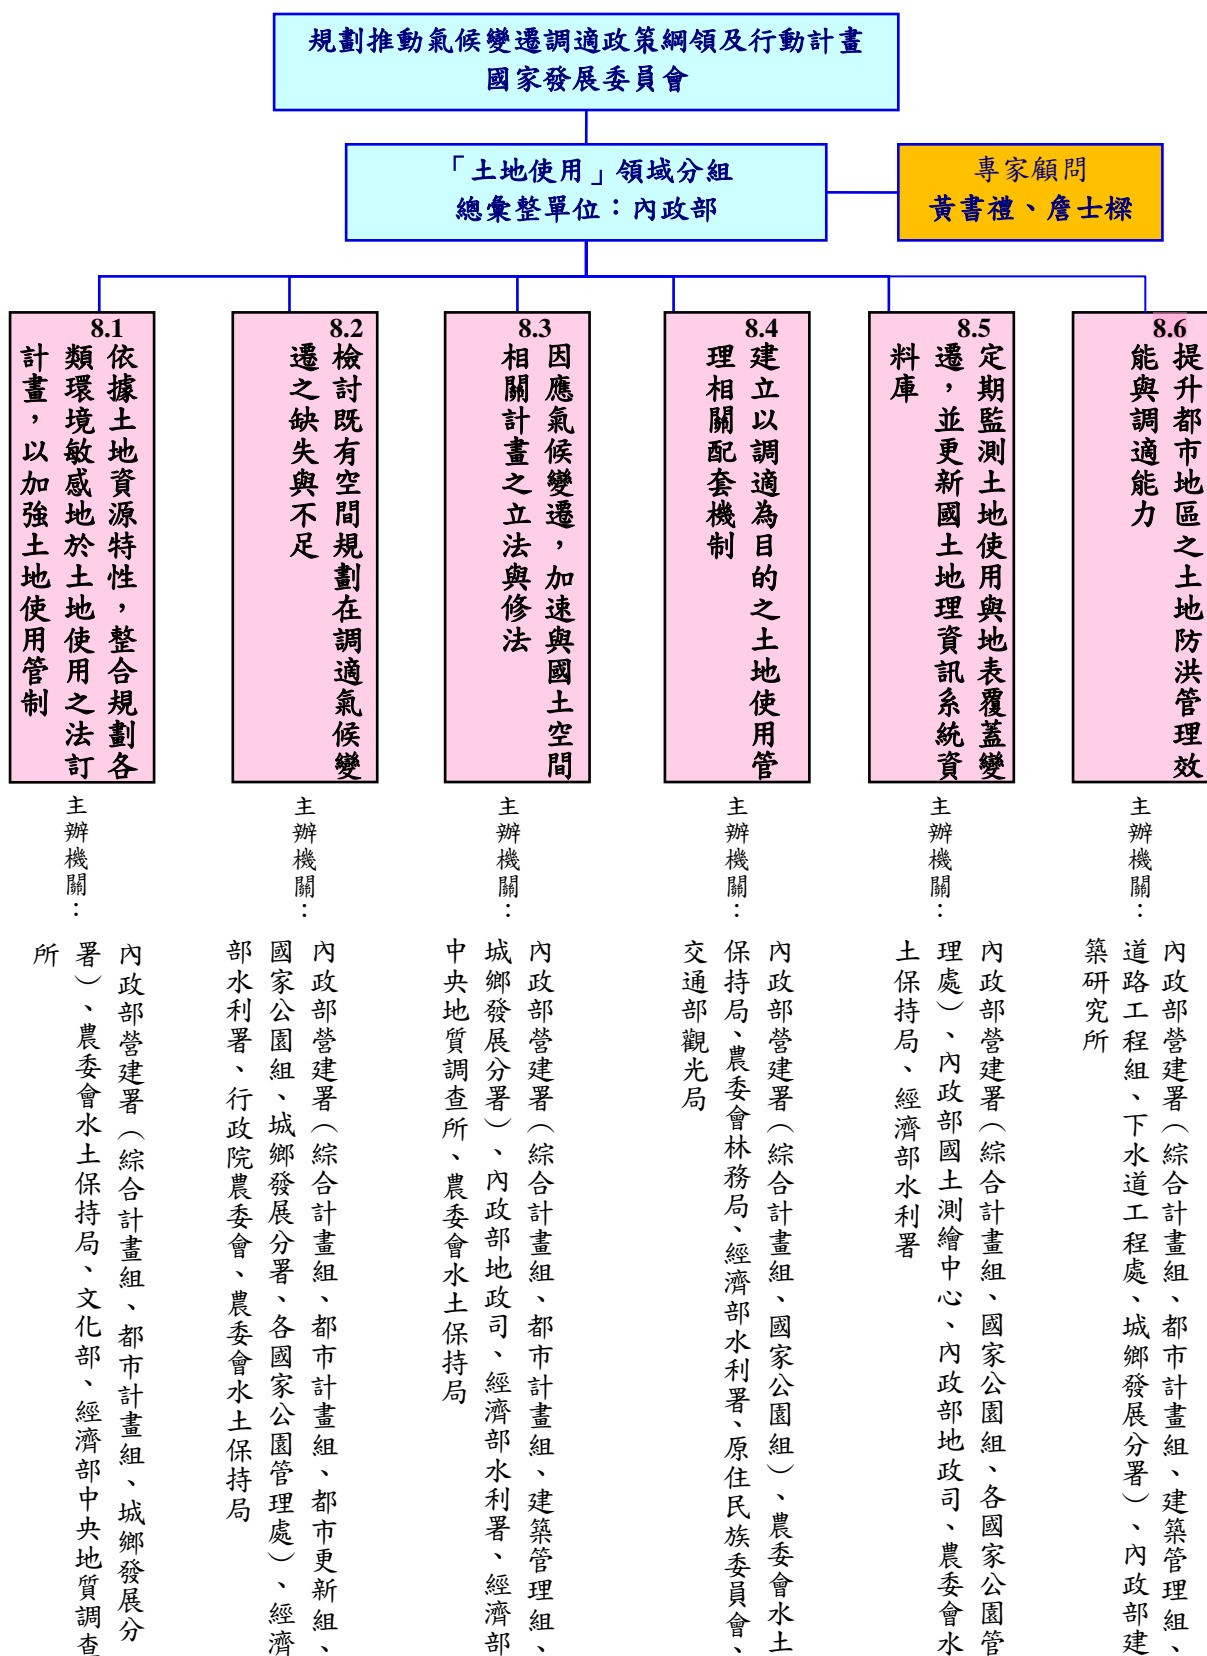 規劃推動氣候變遷調適政策綱領及行動計畫
國家發展委員會
「土地使用」領域分組
總彙整單位：內政部
專家顧問
黃書禮、詹士樑
8.1
依據土地資源特性，整合規劃各
類環境敏感地於土地使用之法訂
計畫，以加強土地使用管制
8.2
檢討既有空間規劃在調適氣候變
遷之缺失與不足
8.3
因應氣候變遷，加速與國土空間
相關計畫之立法與修法
8.4
建立以調適為目的之土地使用管
理相關配套機制
8.5
定期監測土地使用與地表覆蓋變
遷，並更新國土地理資訊系統資
料庫
8.6
提升都市地區之土地防洪管理效
能與調適能力
主辦機關：
內政部營建署（綜合計畫組、都市計畫組、城鄉發展分
署）、農委會水土保持局、文化部、經濟部中央地質調查
所
主辦機關：
內政部營建署（綜合計畫組、都市計畫組、都市更新組、
國家公園組、城鄉發展分署、各國家公園管理處）、經濟
部水利署、行政院農委會、農委會水土保持局
主辦機關：
內政部營建署（綜合計畫組、都市計畫組、建築管理組、
城鄉發展分署）、內政部地政司、經濟部水利署、經濟部
中央地質調查所、農委會水土保持局
主辦機關：
內政部營建署（綜合計畫組、國家公園組）、農委會水土
保持局、農委會林務局、經濟部水利署、原住民族委員會、
交通部觀光局
主辦機關：
內政部營建署（綜合計畫組、國家公園組、各國家公園管
理處）、內政部國土測繪中心、內政部地政司、農委會水
土保持局、經濟部水利署
主辦機關：
內政部營建署（綜合計畫組、都市計畫組、建築管理組、
道路工程組、下水道工程處、城鄉發展分署）、內政部建
築研究所